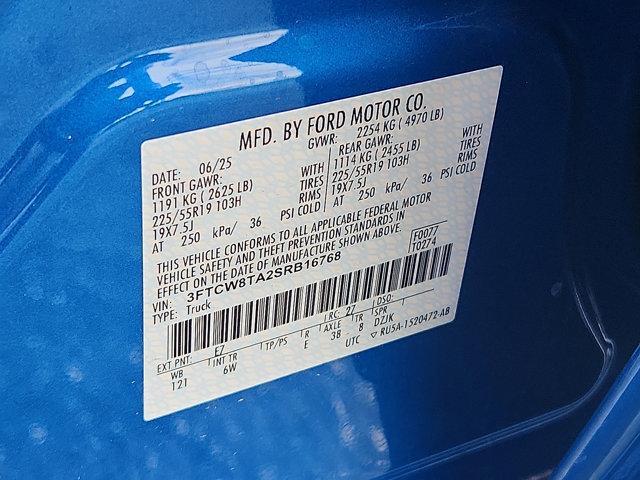 MFD. BY FORD MOTOR CO.
DATE: 06/25 GVWR: 2254 KG ( 4970 LB)
FRONT GAWR: WITH REAR GAWR: WITH
1191 KG ( 2625 LB) TIRES 1114 KG ( 2455 LB) TIRES
225/55R19 103H RIMS 225/55R19 103H RIMS
19X7.5J 19X7.5J
AT 250 kPa/ 36 PSI COLD AT 250 kPa/ 36 PSI COLD
THIS VEHICLE CONFORMS TO ALL APPLICABLE FEDERAL MOTOR
VEHICLE SAFETY AND THEFT PREVENTION STANDARDS IN
EFFECT ON THE DATE OF MANUFACTURE SHOWN ABOVE.
F0077
T0274
VIN: 3FTCW8TA2SRB16768
TYPE: Truck
EXT PNT: E7 RC: 27 DSO:
WB INT TR TP/PS R AXLE TR SPR
121 6W E 3B 8 DZJK
UTC ▽ RU5A-1520472-AB